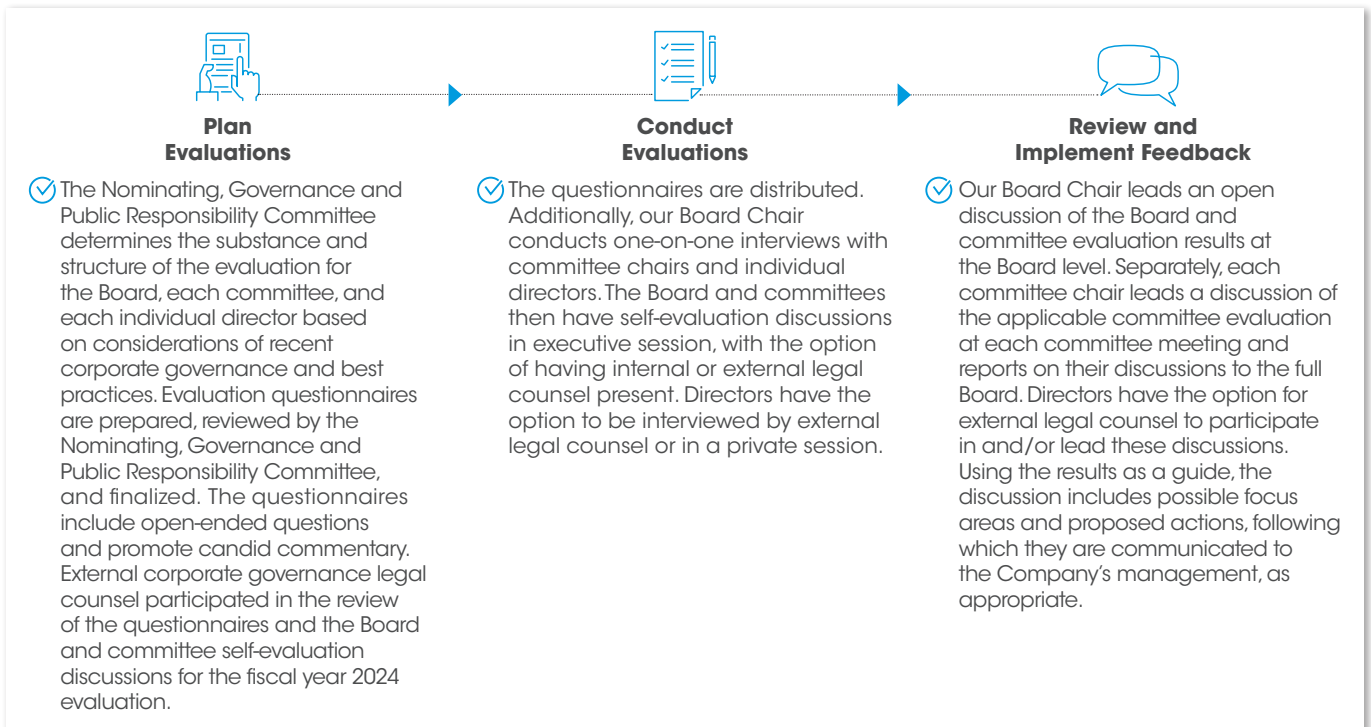 Plan
Evaluations
The Nominating, Governance and
Public Responsibility Committee
determines the substance and
structure of the evaluation for
the Board, each committee, and
each individual director based
on considerations of recent
corporate governance and best
practices. Evaluation questionnaires
are prepared, reviewed by the
Nominating, Governance and
Public Responsibility Committee,
and finalized. The questionnaires
include open-ended questions
and promote candid commentary.
External corporate governance legal
counsel participated in the review
of the questionnaires and the Board
and committee self-evaluation
discussions for the fiscal year 2024
evaluation.
Conduct
Evaluations
The questionnaires are distributed.
Additionally, our Board Chair
conducts one-on-one interviews with
committee chairs and individual
directors. The Board and committees
then have self-evaluation discussions
in executive session, with the option
of having internal or external legal
counsel present. Directors have the
option to be interviewed by external
legal counsel or in a private session.
Review and
Implement Feedback
Our Board Chair leads an open
discussion of the Board and
committee evaluation results at
the Board level. Separately, each
committee chair leads a discussion of
the applicable committee evaluation
at each committee meeting and
reports on their discussions to the full
Board. Directors have the option for
external legal counsel to participate
in and/or lead these discussions.
Using the results as a guide, the
discussion includes possible focus
areas and proposed actions, following
which they are communicated to
the Company's management, as
appropriate.